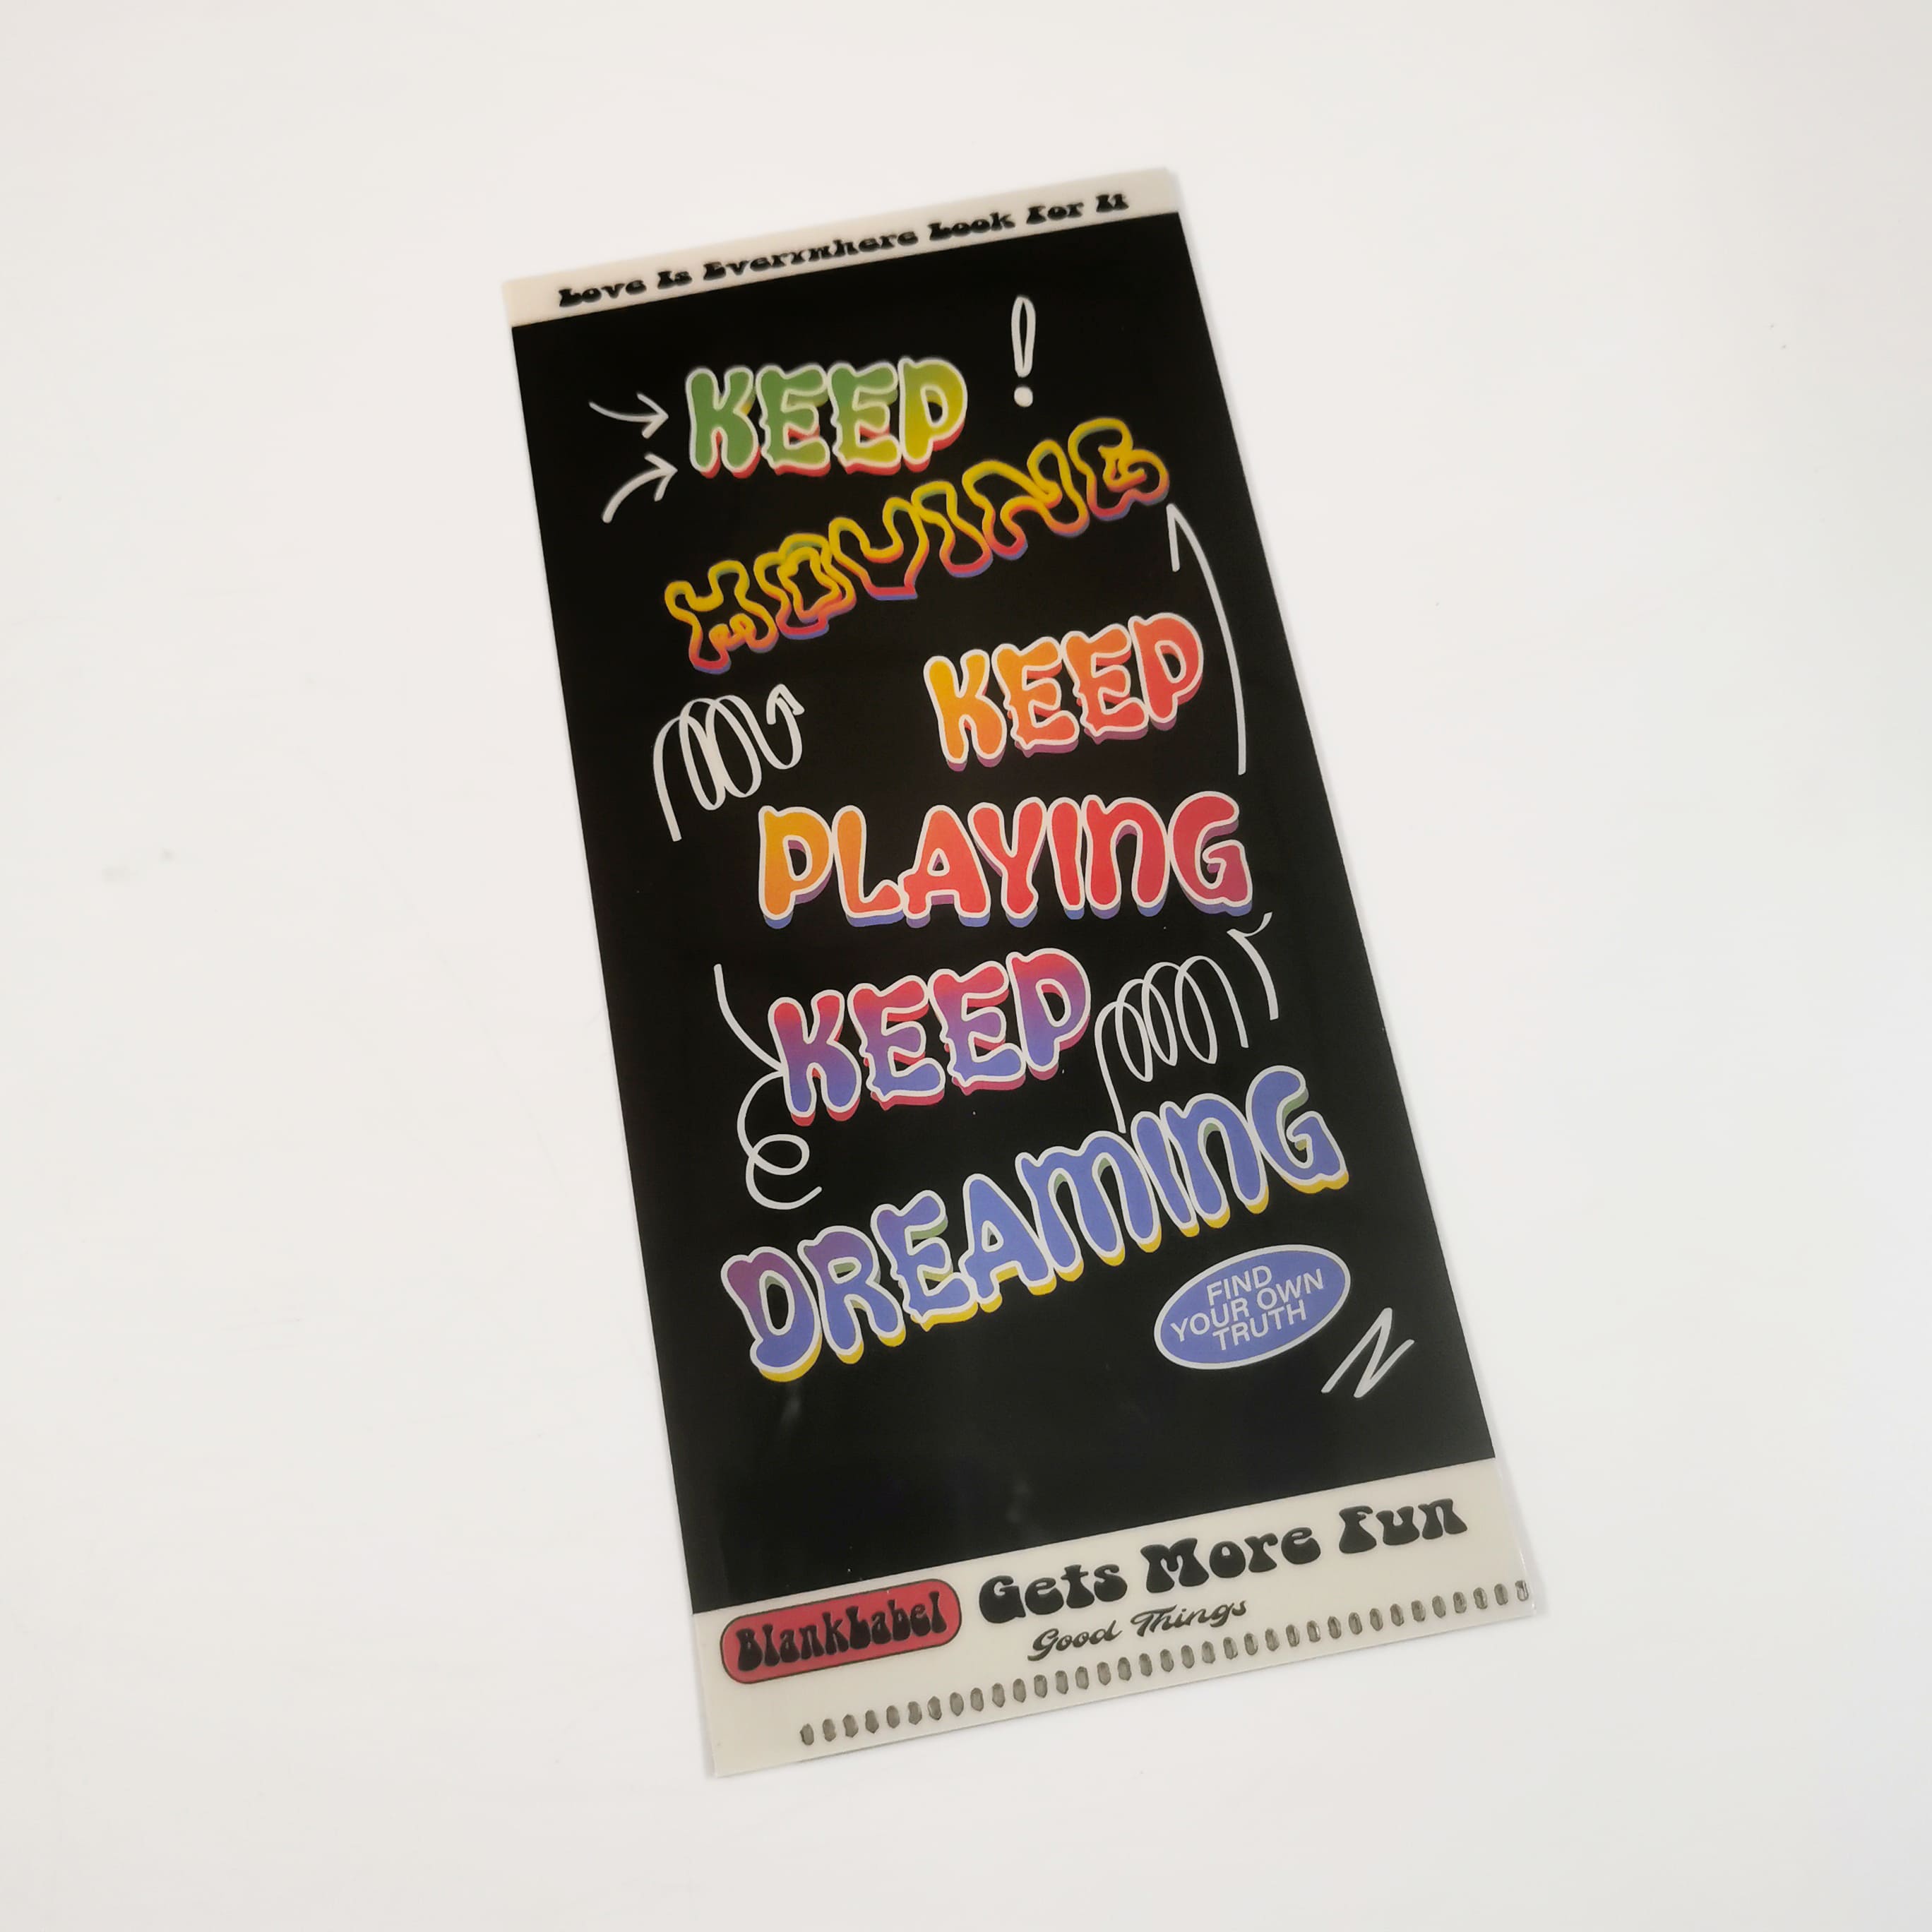 Love Is Everywhere Look For It
KEEP !
MOVING
KEEP
PLAYING
KEEP
DREAMING
FIND
YOUR OWN
TRUTH
BlankLabel Gets More Fun
Good Things